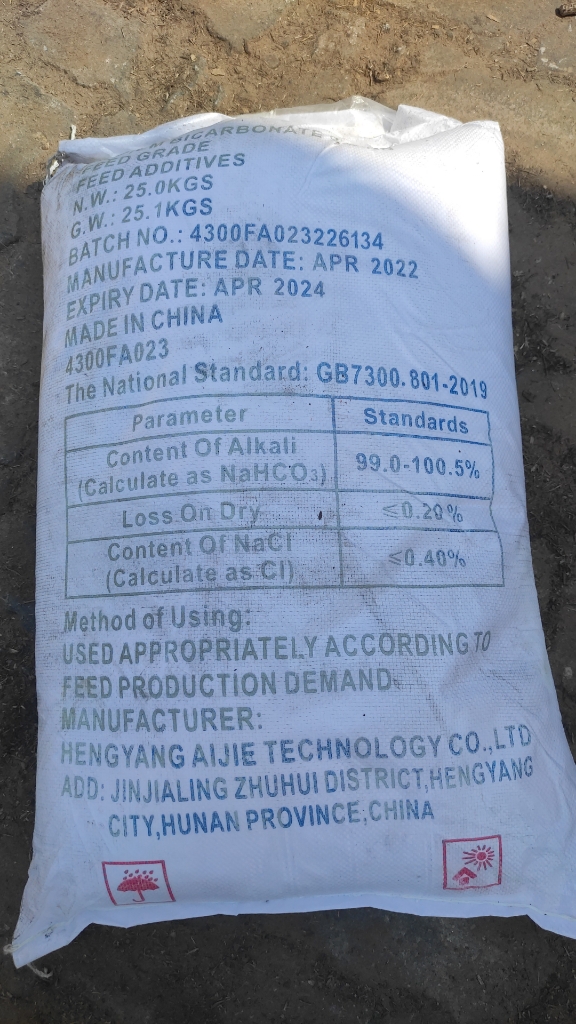 BICARBONATE
FEED GRADE
FEED ADDITIVES
N.W.: 25.0KGS
G.W.: 25.1KGS
BATCH NO.: 4300FA023226134
MANUFACTURE DATE: APR 2022
EXPIRY DATE: APR 2024
MADE IN CHINA
4300FA023
The National Standard: GB7300.801-2019
Parameter Standards
Content Of Alkali
(Calculate as NaHCO₃) 99.0-100.5%
Loss On Dry ≤0.20%
Content Of NaCl
(Calculate as Cl) ≤0.40%
Method of Using:
USED APPROPRIATELY ACCORDING TO
FEED PRODUCTION DEMAND
MANUFACTURER:
HENGYANG AIJIE TECHNOLOGY CO.,LTD
ADD: JINJIALING ZHUHUI DISTRICT,HENGYANG
CITY,HUNAN PROVINCE,CHINA